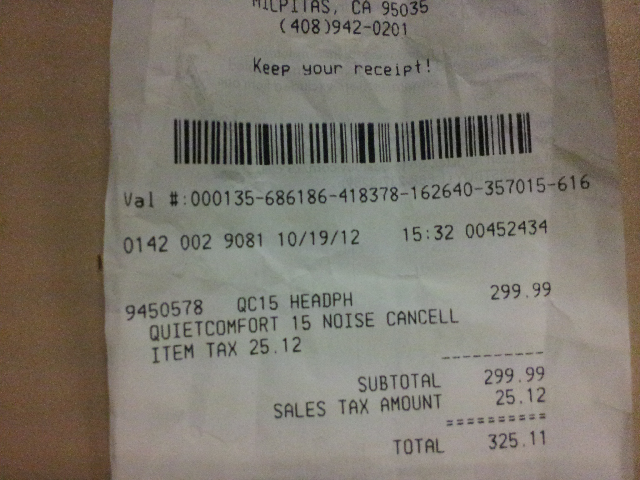 MILPITAS, CA 95035
(408)942-0201
Keep your receipt!
Val #:000135-686186-418378-162640-357015-616
0142 002 9081 10/19/12 15:32 00452434
9450578 QC15 HEADPH 299.99
QUIETCOMFORT 15 NOISE CANCELL
ITEM TAX 25.12
----------
SUBTOTAL 299.99
SALES TAX AMOUNT 25.12
==========
TOTAL 325.11